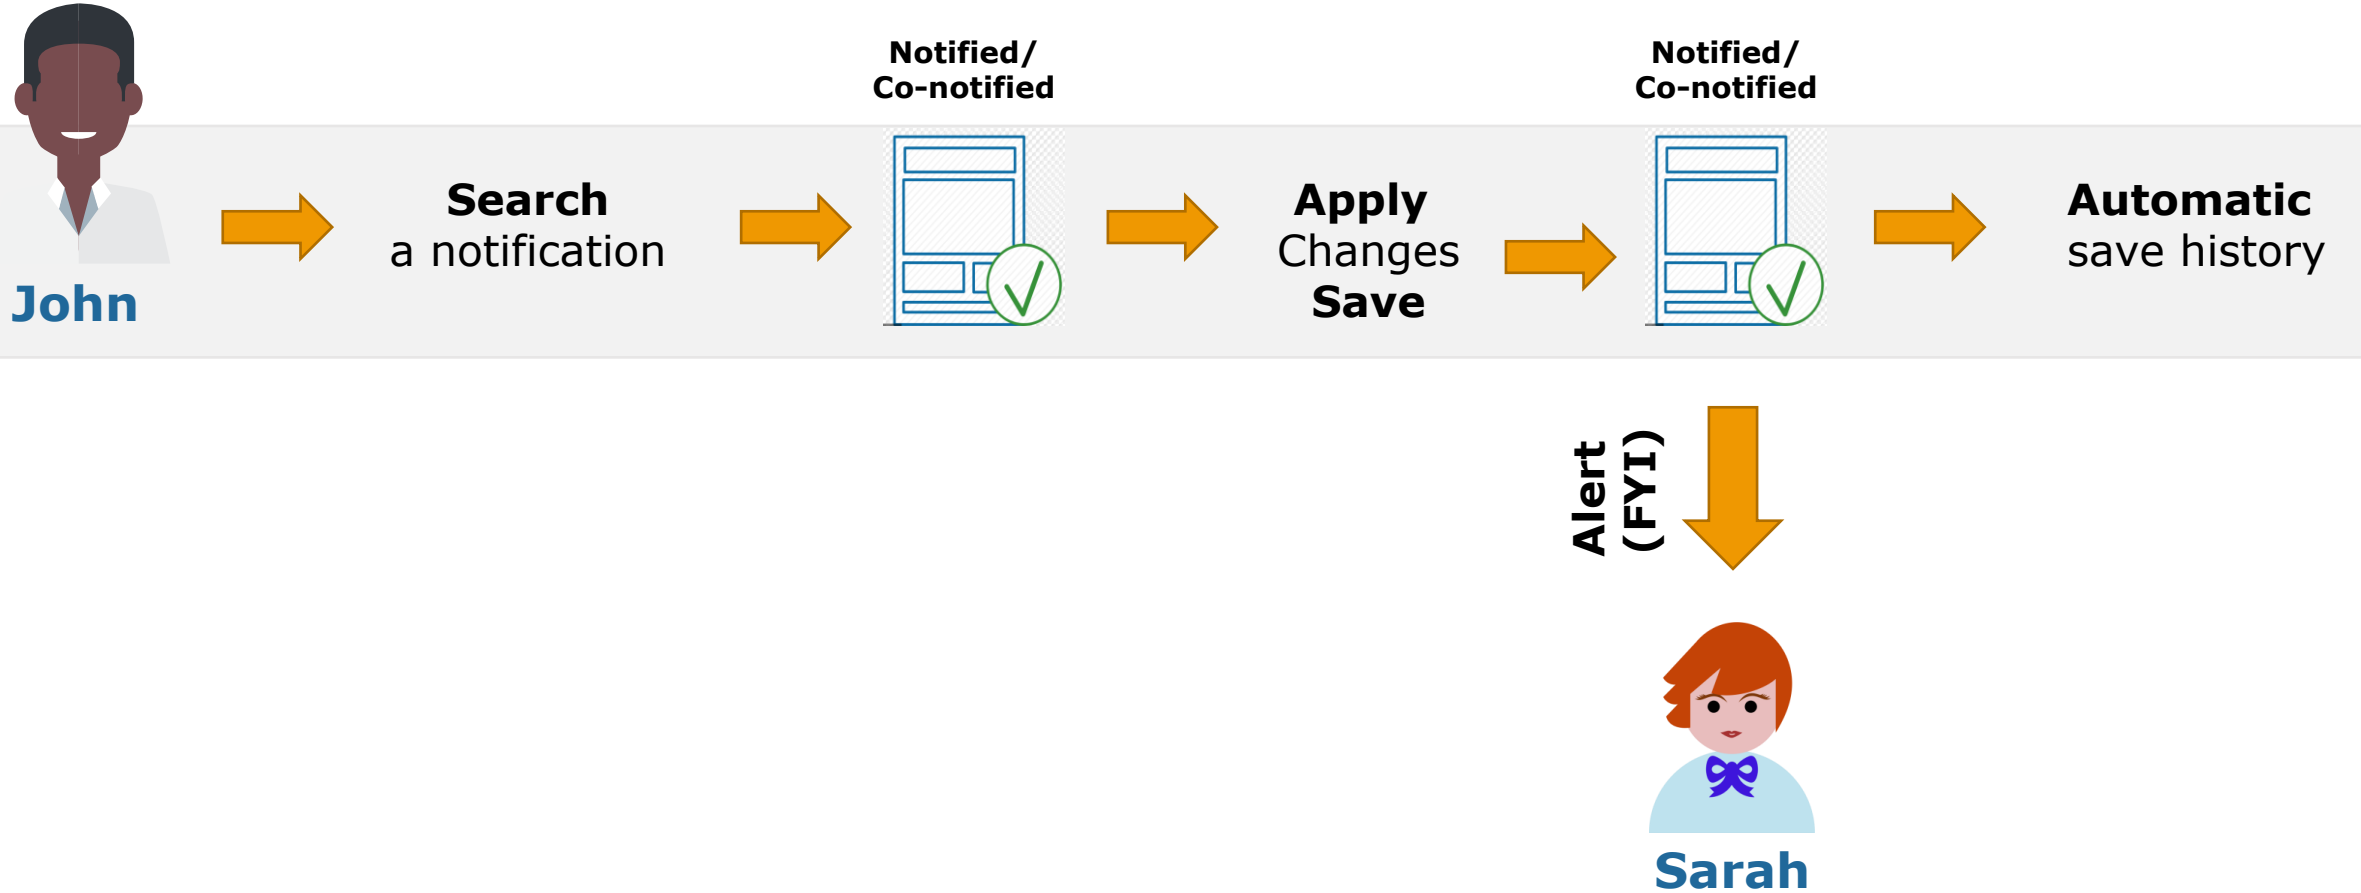 Notified/
Co-notified
Notified/
Co-notified
John
Search
a notification
Apply
Changes
Save
Automatic
save history
Alert
(FYI)
Sarah